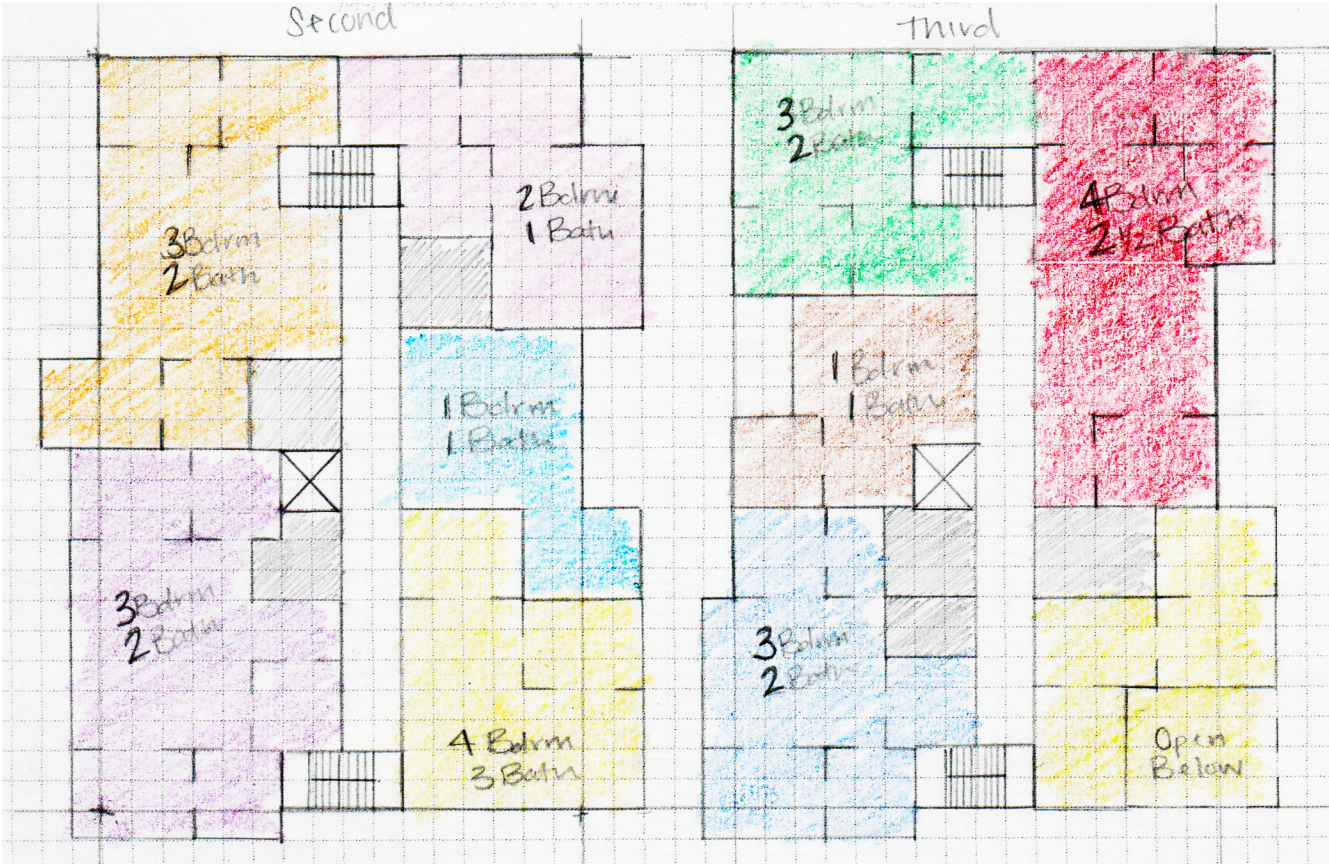 Second
Third
3 Bdrm
2 Bath
2 Bdrm
1 Bath
1 Bdrm
1 Bath
3 Bdrm
2 Bath
4 Bdrm
3 Bath
3 Bdrm
2 Bath
4 Bdrm
2 1/2 Bath
1 Bdrm
1 Bath
3 Bdrm
2 Bath
Open
Below